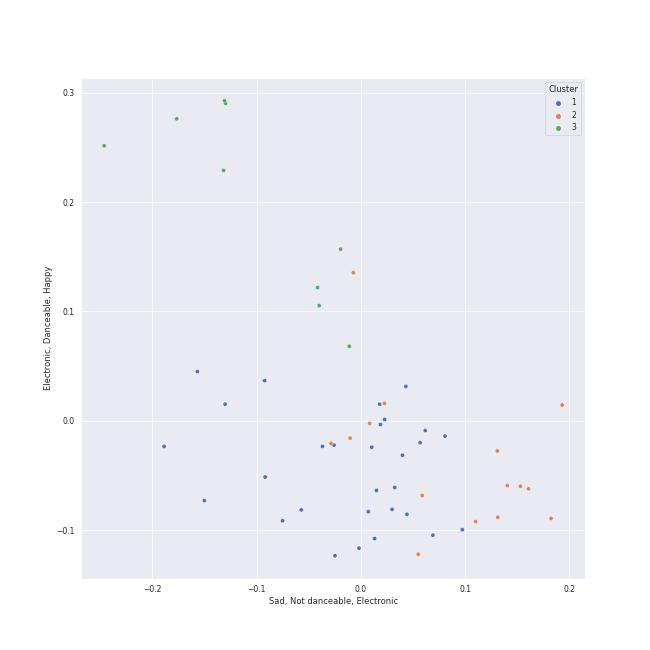 Cluster
1
2
3
0.3
0.2
0.1
0.0
−0.1
Electronic, Danceable, Happy
−0.2 −0.1 0.0 0.1 0.2
Sad, Not danceable, Electronic